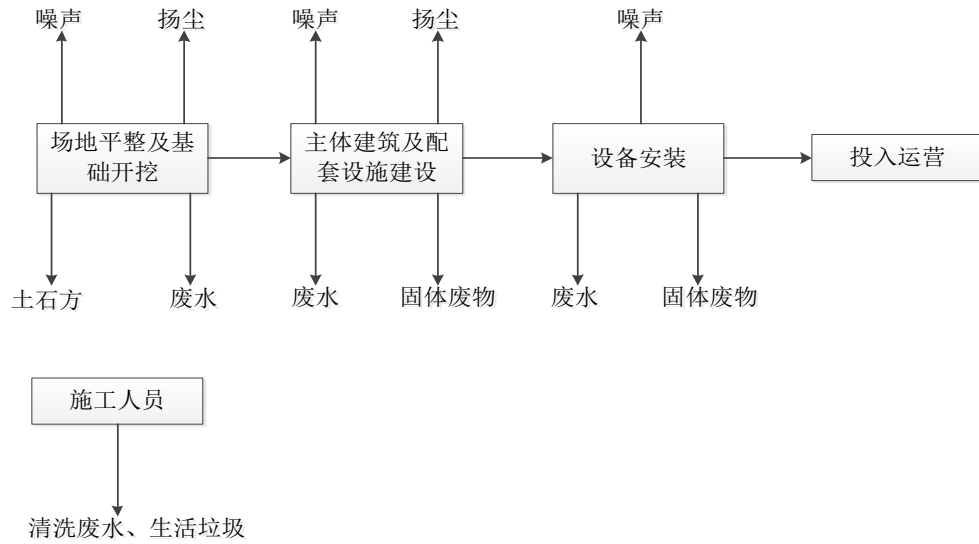 噪声
扬尘
噪声
扬尘
噪声
场地平整及基
础开挖
主体建筑及配
套设施建设
设备安装
投入运营
土石方
废水
废水
固体废物
废水
固体废物
施工人员
清洗废水、生活垃圾